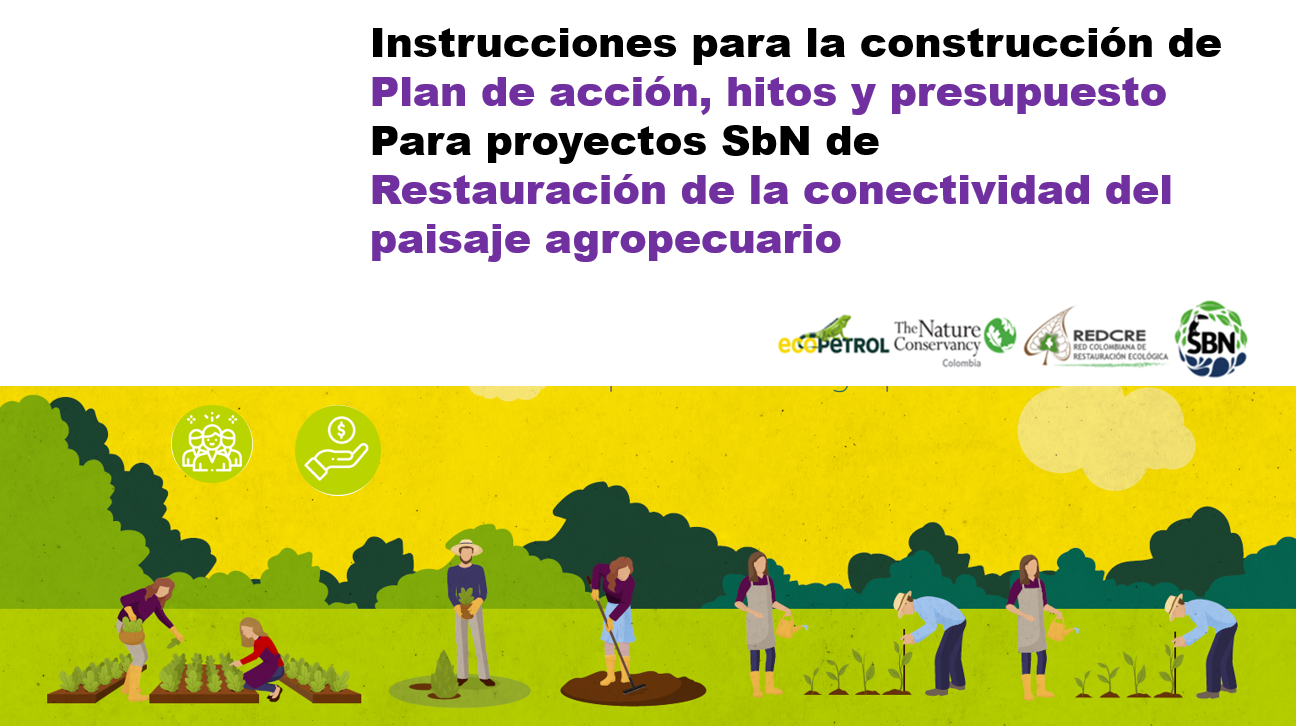 Instrucciones para la construcción de
Plan de acción, hitos y presupuesto
Para proyectos SbN de
Restauración de la conectividad del
paisaje agropecuario
ecoPETROL
The Nature
Conservancy
Colombia
REDCRE
RED COLOMBIANA DE
RESTAURACIÓN ECOLÓGICA
SBN
$